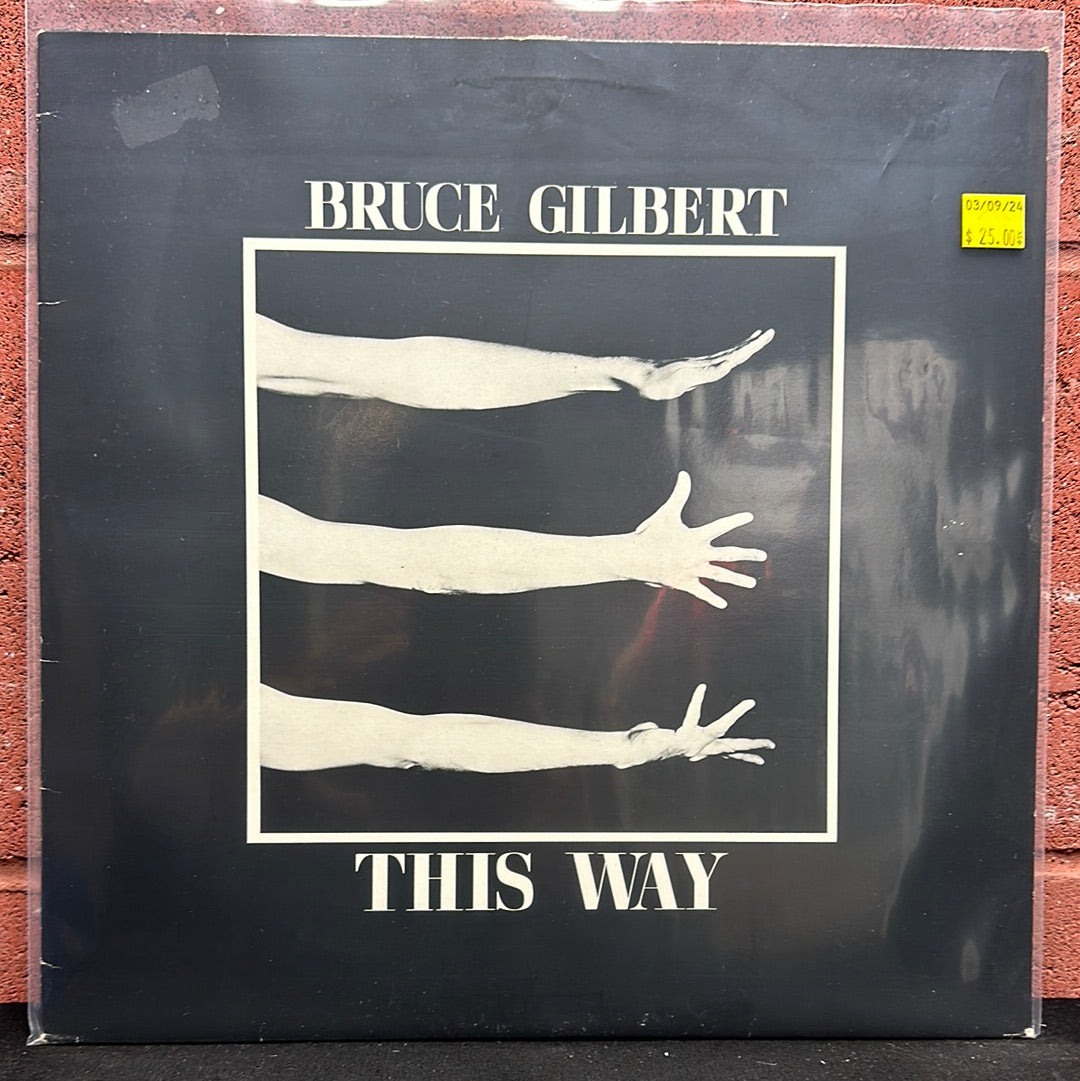 BRUCE GILBERT
03/09/24
$ 25.00
THIS WAY